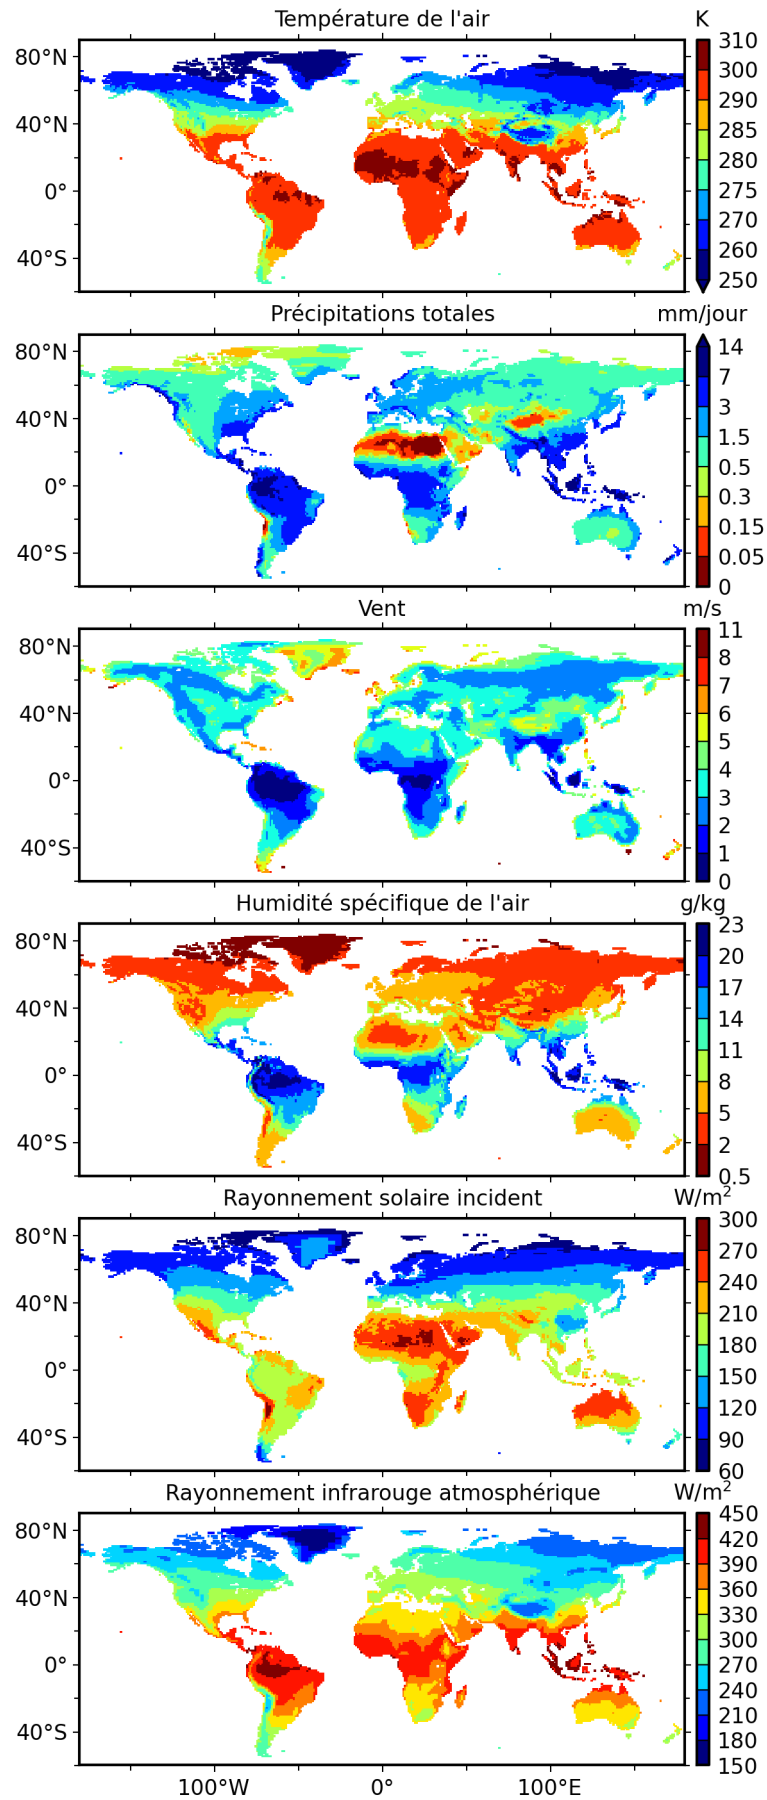 Température de l'air K
80°N
40°N
0°
40°S
310
300
290
285
280
275
270
260
250
Précipitations totales mm/jour
80°N
40°N
0°
40°S
14
7
3
1.5
0.5
0.3
0.15
0.05
0
Vent m/s
80°N
40°N
0°
40°S
11
8
7
6
5
4
3
2
1
0
Humidité spécifique de l'air g/kg
80°N
40°N
0°
40°S
23
20
17
14
11
8
5
2
0.5
Rayonnement solaire incident W/m²
80°N
40°N
0°
40°S
300
270
240
210
180
150
120
90
60
Rayonnement infrarouge atmosphérique W/m²
80°N
40°N
0°
40°S
450
420
390
360
330
300
270
240
210
180
150
100°W 0° 100°E